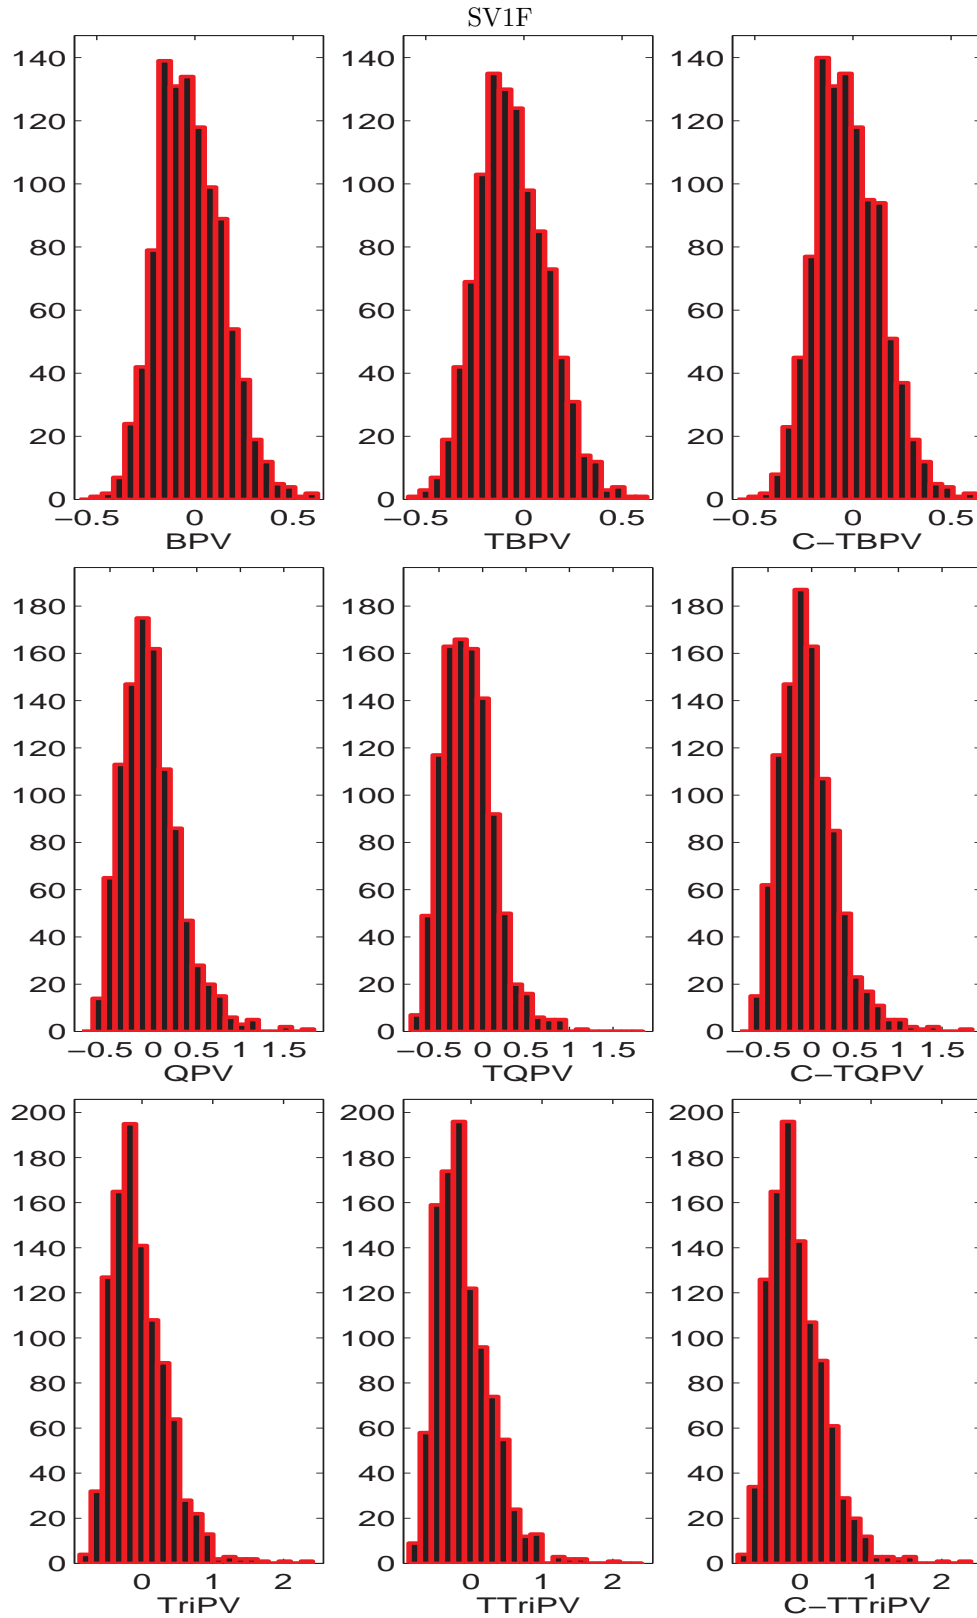 SV1F
140 140 140
120 120 120
100 100 100
80 80 80
60 60 60
40 40 40
20 20 20
0 0 0
−0.5 0 0.5 −0.5 0 0.5 −0.5 0 0.5
BPV TBPV C−TBPV
180 180 180
160 160 160
140 140 140
120 120 120
100 100 100
80 80 80
60 60 60
40 40 40
20 20 20
0 0 0
−0.5 0 0.5 1 1.5 −0.5 0 0.5 1 1.5 −0.5 0 0.5 1 1.5
QPV TQPV C−TQPV
200 200 200
180 180 180
160 160 160
140 140 140
120 120 120
100 100 100
80 80 80
60 60 60
40 40 40
20 20 20
0 0 0
0 1 2 0 1 2 0 1 2
TriPV TTriPV C−TTriPV